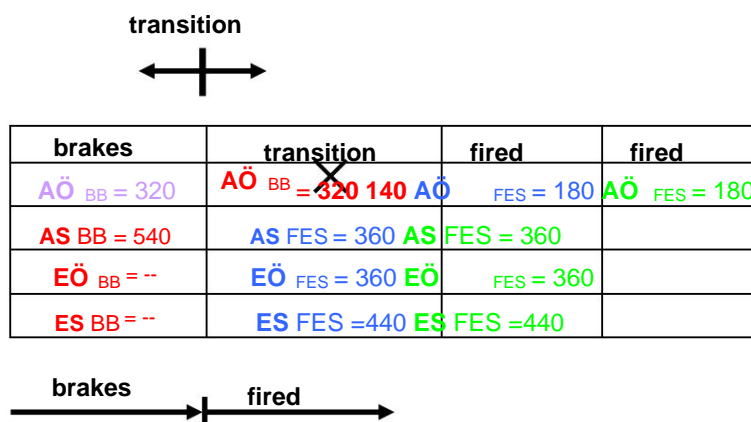 transition
brakes transition fired fired
AÖ BB = 320 AÖ BB = 320 140 AÖ FES = 180 AÖ FES = 180
AS BB = 540 AS FES = 360 AS FES = 360
EÖ BB = -- EÖ FES = 360 EÖ FES = 360
ES BB = -- ES FES =440 ES FES =440
brakes fired